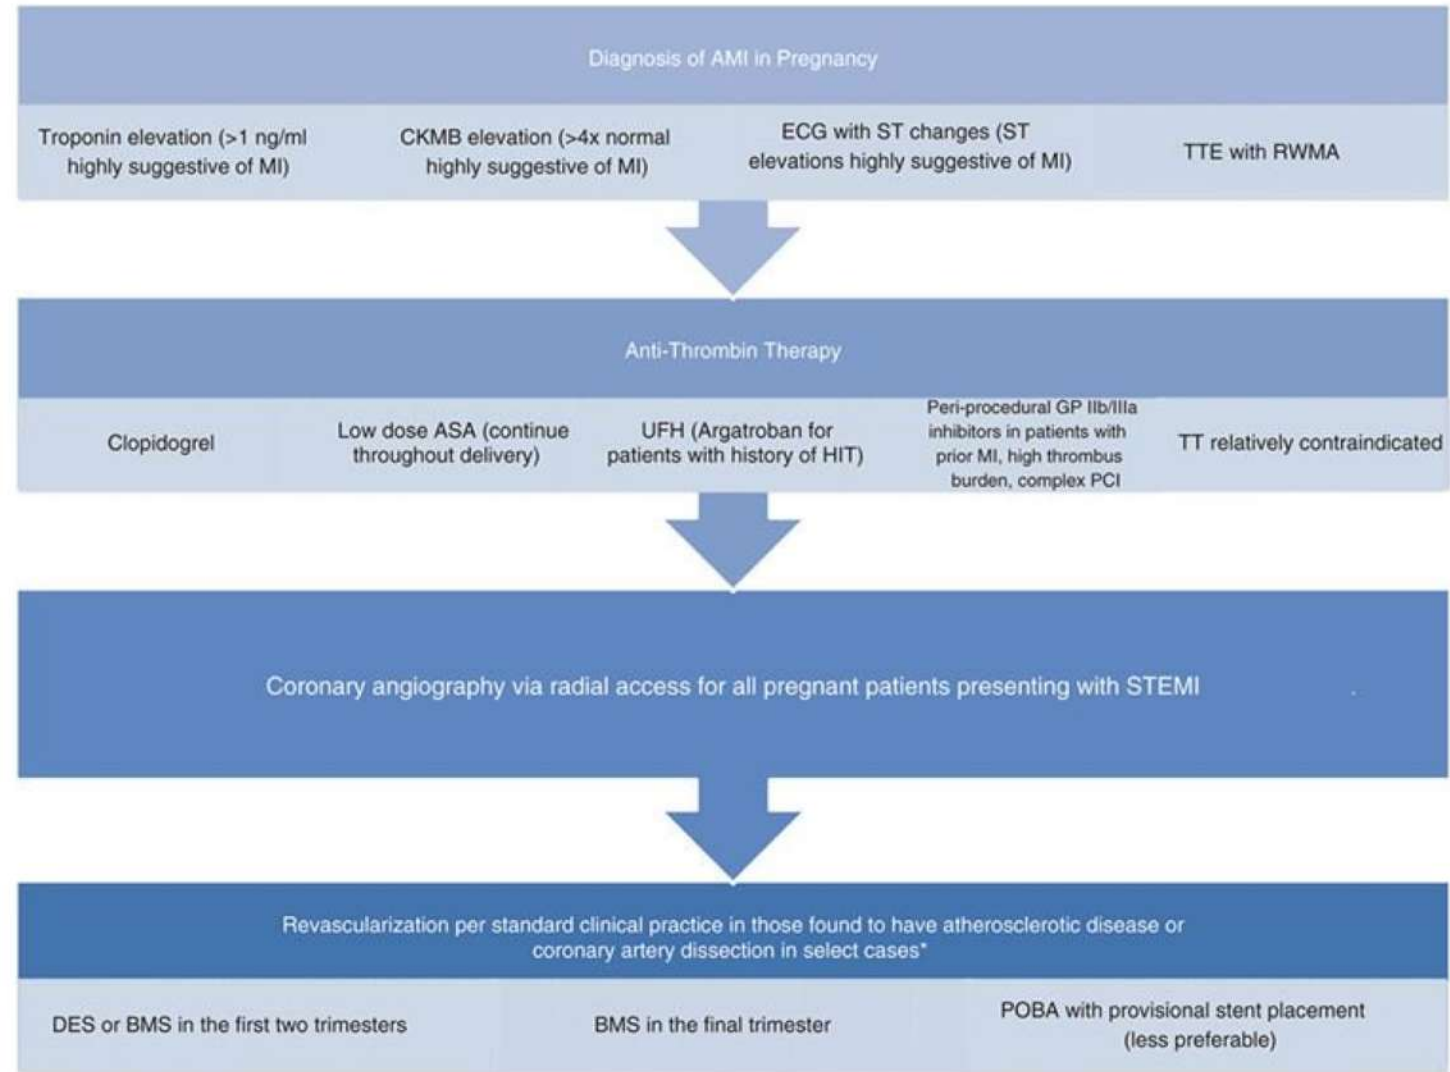 Diagnosis of AMI in Pregnancy
Troponin elevation (>1 ng/ml
highly suggestive of MI)
CKMB elevation (>4x normal
highly suggestive of MI)
ECG with ST changes (ST
elevations highly suggestive of MI)
TTE with RWMA
Anti-Thrombin Therapy
Clopidogrel
Low dose ASA (continue
throughout delivery)
UFH (Argatroban for
patients with history of HIT)
Peri-procedural GP IIb/IIIa
inhibitors in patients with
prior MI, high thrombus
burden, complex PCI
TT relatively contraindicated
Coronary angiography via radial access for all pregnant patients presenting with STEMI .
Revascularization per standard clinical practice in those found to have atherosclerotic disease or
coronary artery dissection in select cases*
DES or BMS in the first two trimesters
BMS in the final trimester
POBA with provisional stent placement
(less preferable)